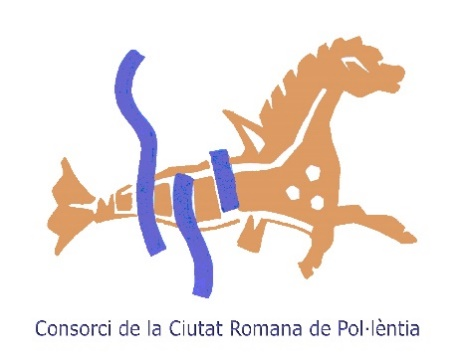 Consorci de la Ciutat Romana de Pol·lèntia